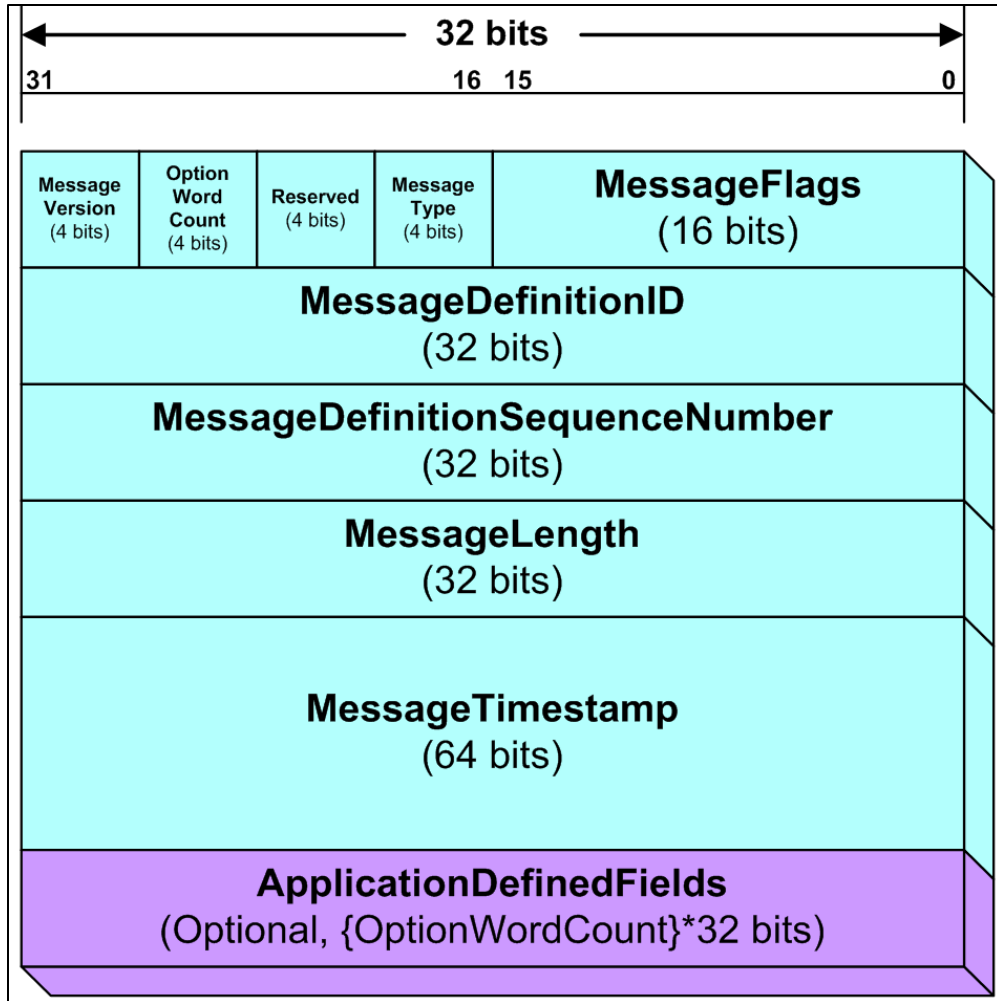 32 bits
31 16 15 0
Message
Version
(4 bits)
Option
Word
Count
(4 bits)
Reserved
(4 bits)
Message
Type
(4 bits)
MessageFlags
(16 bits)
MessageDefinitionID
(32 bits)
MessageDefinitionSequenceNumber
(32 bits)
MessageLength
(32 bits)
MessageTimestamp
(64 bits)
ApplicationDefinedFields
(Optional, {OptionWordCount}*32 bits)